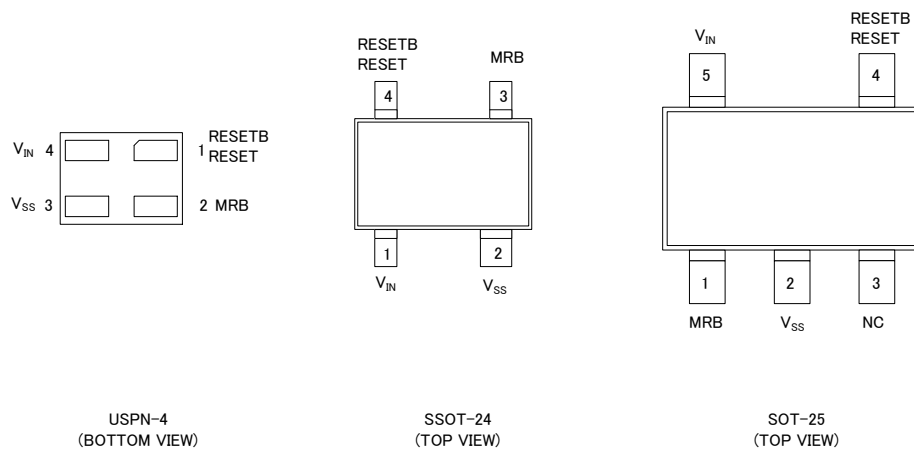 V_IN 4
1 RESETB
RESET
V_SS 3
2 MRB
USPN-4
(BOTTOM VIEW)
RESETB
RESET
MRB
4
3
1
2
V_IN
V_SS
SSOT-24
(TOP VIEW)
V_IN
RESETB
RESET
5
4
1
2
3
MRB
V_SS
NC
SOT-25
(TOP VIEW)